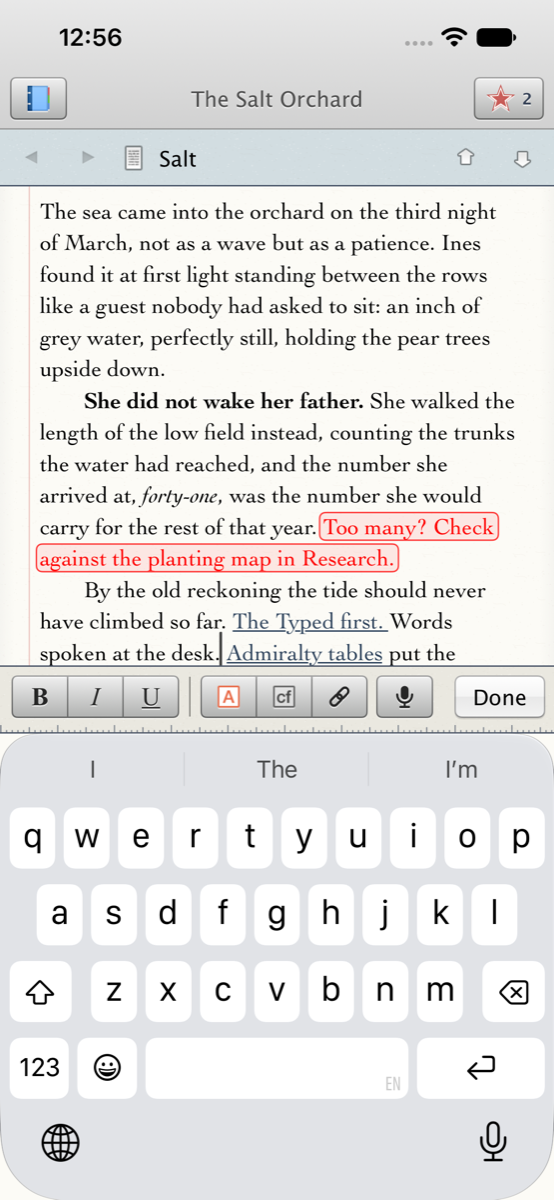 12:56
The Salt Orchard
2
Salt
The sea came into the orchard on the third night
of March, not as a wave but as a patience. Ines
found it at first light standing between the rows
like a guest nobody had asked to sit: an inch of
grey water, perfectly still, holding the pear trees
upside down.
She did not wake her father. She walked the
length of the low field instead, counting the trunks
the water had reached, and the number she
arrived at, forty-one, was the number she would
carry for the rest of that year. Too many? Check
against the planting map in Research.
By the old reckoning the tide should never
have climbed so far. The Typed first. Words
spoken at the desk. Admiralty tables put the
B I U A cf Done
I The I'm
q w e r t y u i o p
a s d f g h j k l
z x c v b n m
123 EN